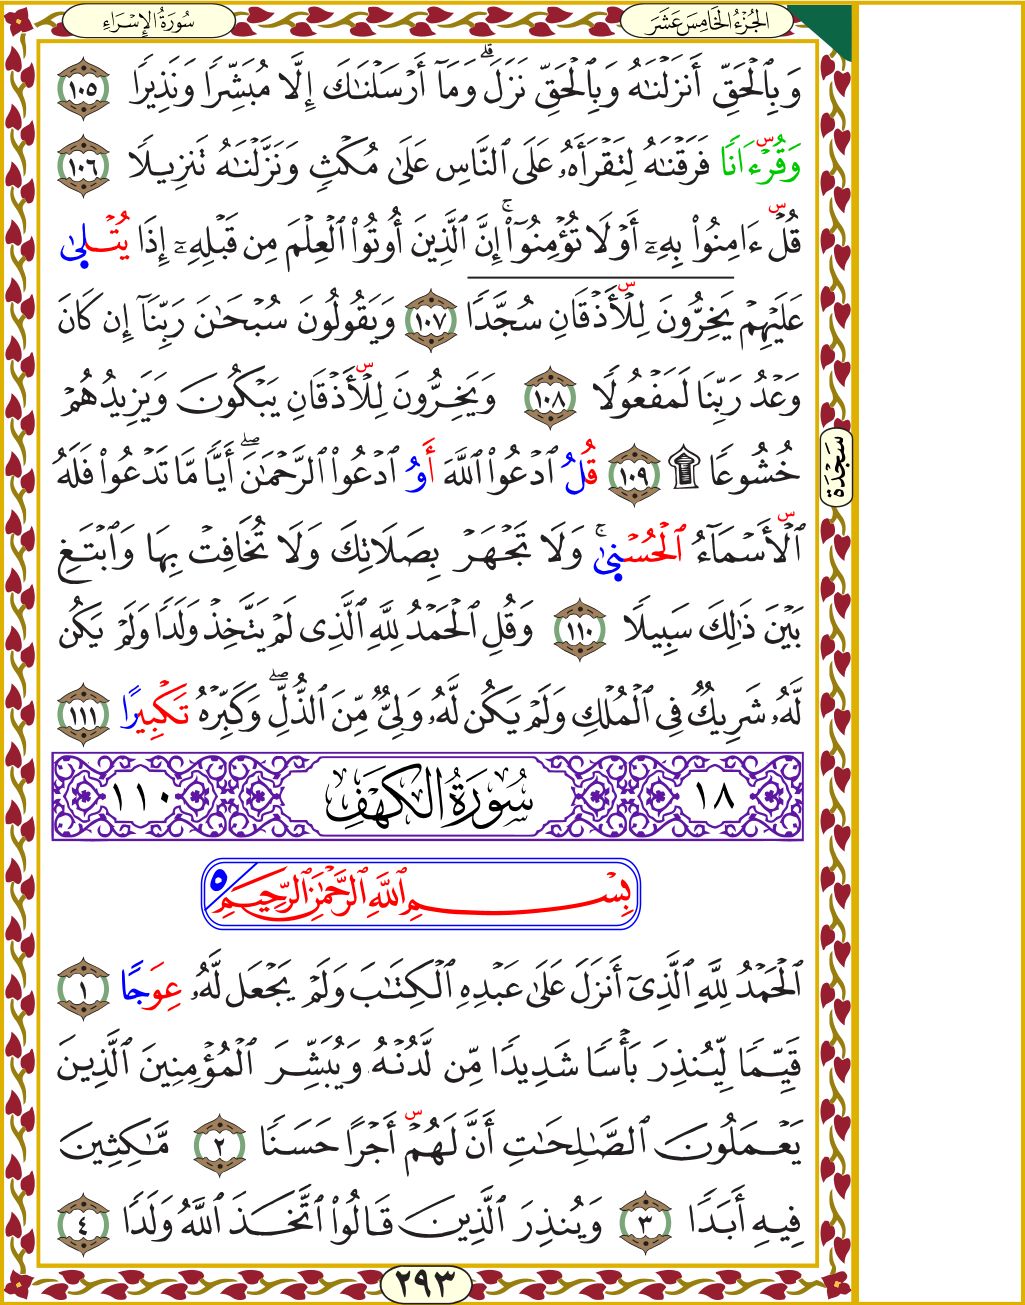 سُورَةُ الإِسْرَاءِ
الجُزْءُ الخَامِسَ عَشَرَ
وَبِٱلْحَقِّ أَنزَلْنَٰهُ وَبِٱلْحَقِّ نَزَلَ ۗ وَمَآ أَرْسَلْنَٰكَ إِلَّا مُبَشِّرًا وَنَذِيرًا ١٠٥
وَقُرْءَانًا فَرَقْنَٰهُ لِتَقْرَأَهُۥ عَلَى ٱلنَّاسِ عَلَىٰ مُكْثٍ وَنَزَّلْنَٰهُ تَنزِيلًا ١٠٦
قُلْ ءَامِنُوا۟ بِهِۦٓ أَوْ لَا تُؤْمِنُوٓا۟ ۚ إِنَّ ٱلَّذِينَ أُوتُوا۟ ٱلْعِلْمَ مِن قَبْلِهِۦٓ إِذَا يُتْلَىٰ
عَلَيْهِمْ يَخِرُّونَ لِلْأَذْقَانِ سُجَّدًا ١٠٧ وَيَقُولُونَ سُبْحَٰنَ رَبِّنَآ إِن كَانَ
وَعْدُ رَبِّنَا لَمَفْعُولًا ١٠٨ وَيَخِرُّونَ لِلْأَذْقَانِ يَبْكُونَ وَيَزِيدُهُمْ
خُشُوعًا ۩ ١٠٩ قُلُ ٱدْعُوا۟ ٱللَّهَ أَوُ ٱدْعُوا۟ ٱلرَّحْمَٰنَ ۖ أَيًّا مَّا تَدْعُوا۟ فَلَهُ
سَجْدَة
ٱلْأَسْمَآءُ ٱلْحُسْنَىٰ ۚ وَلَا تَجْهَرْ بِصَلَاتِكَ وَلَا تُخَافِتْ بِهَا وَٱبْتَغِ
بَيْنَ ذَٰلِكَ سَبِيلًا ١١٠ وَقُلِ ٱلْحَمْدُ لِلَّهِ ٱلَّذِى لَمْ يَتَّخِذْ وَلَدًا وَلَمْ يَكُن
لَّهُۥ شَرِيكٌ فِى ٱلْمُلْكِ وَلَمْ يَكُن لَّهُۥ وَلِىٌّ مِّنَ ٱلذُّلِّ ۖ وَكَبِّرْهُ تَكْبِيرًا ١١١
١٨ سُورَةُ الكَهْفِ ١١٠
بِسْمِ ٱللَّهِ ٱلرَّحْمَٰنِ ٱلرَّحِيمِ ٥
ٱلْحَمْدُ لِلَّهِ ٱلَّذِىٓ أَنزَلَ عَلَىٰ عَبْدِهِ ٱلْكِتَٰبَ وَلَمْ يَجْعَل لَّهُۥ عِوَجًا ١
قَيِّمًا لِّيُنذِرَ بَأْسًا شَدِيدًا مِّن لَّدُنْهُ وَيُبَشِّرَ ٱلْمُؤْمِنِينَ ٱلَّذِينَ
يَعْمَلُونَ ٱلصَّٰلِحَٰتِ أَنَّ لَهُمْ أَجْرًا حَسَنًا ٢ مَّٰكِثِينَ
فِيهِ أَبَدًا ٣ وَيُنذِرَ ٱلَّذِينَ قَالُوا۟ ٱتَّخَذَ ٱللَّهُ وَلَدًا ٤
٢٩٣